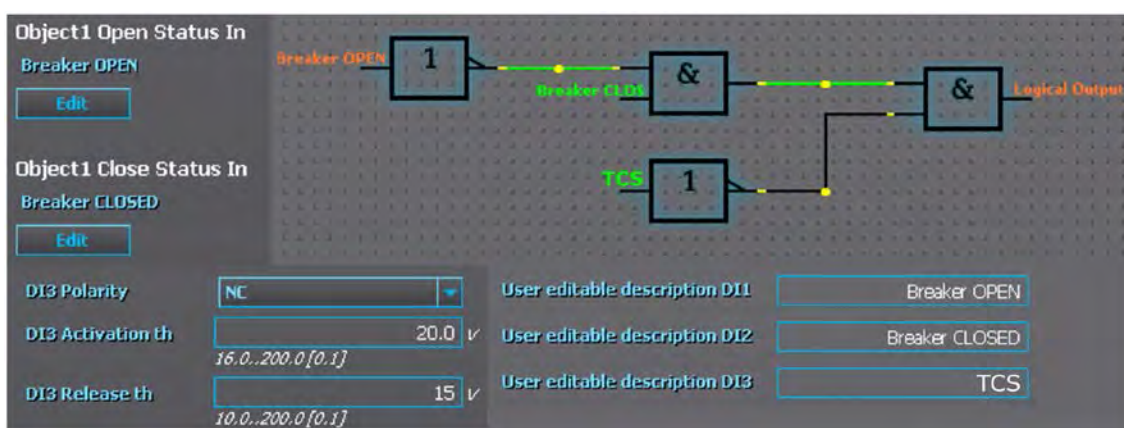 Object1 Open Status In
Breaker OPEN
Edit
Object1 Close Status In
Breaker CLOSED
Edit
Breaker OPEN
1
Breaker CLOS
&
&
Logical Output
TCS
1
DI3 Polarity
NC
DI3 Activation th
20.0 V
16.0..200.0 [0.1]
DI3 Release th
15 V
10.0..200.0 [0.1]
User editable description DI1
Breaker OPEN
User editable description DI2
Breaker CLOSED
User editable description DI3
TCS